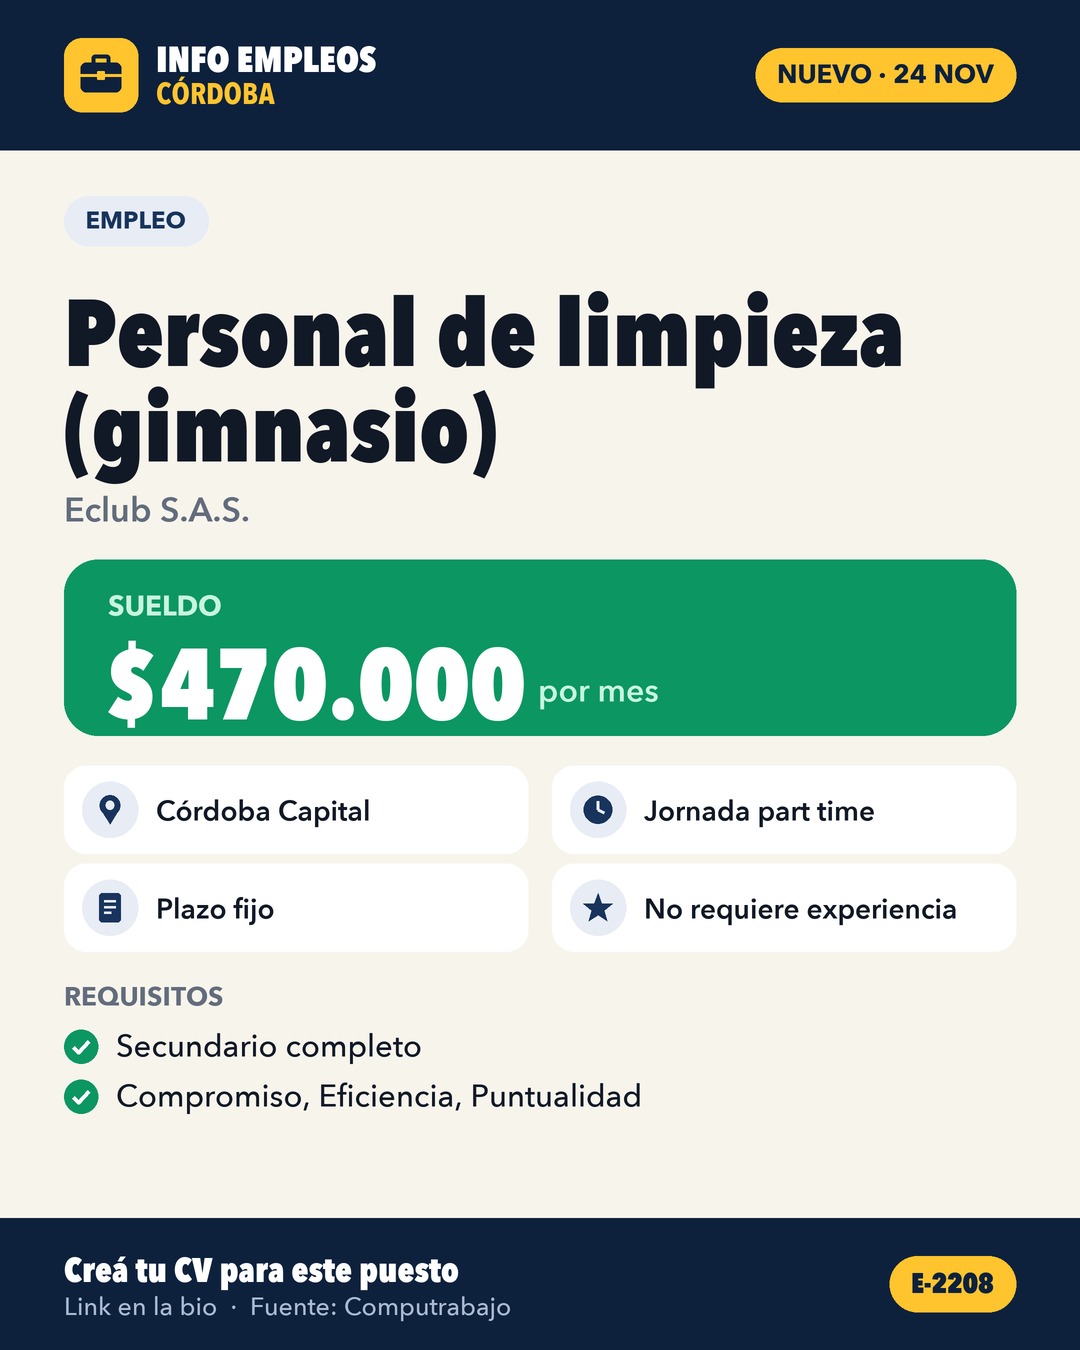 INFO EMPLEOS
CÓRDOBA
NUEVO · 24 NOV
EMPLEO
Personal de limpieza
(gimnasio)
Eclub S.A.S.
SUELDO
$470.000 por mes
Córdoba Capital
Jornada part time
Plazo fijo
No requiere experiencia
REQUISITOS
Secundario completo
Compromiso, Eficiencia, Puntualidad
Creá tu CV para este puesto
Link en la bio · Fuente: Computrabajo
E-2208